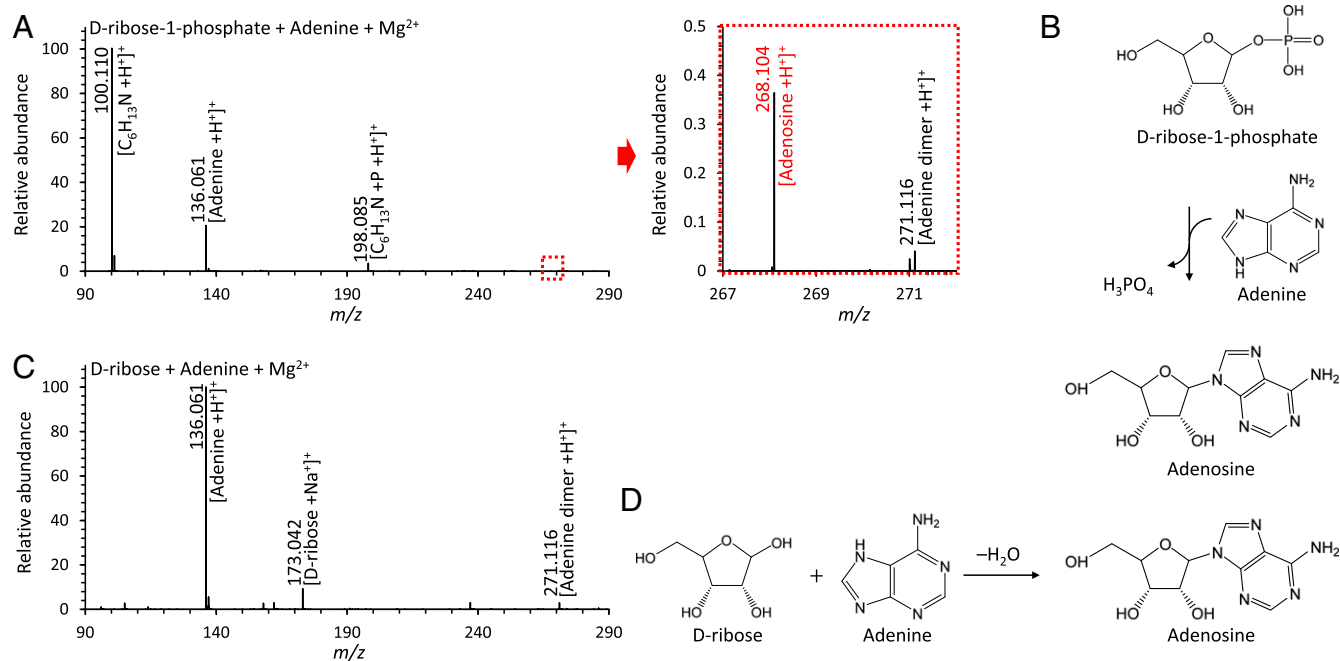 A
D-ribose-1-phosphate + Adenine + Mg²⁺
Relative abundance
100
80
60
40
20
0
100.110
[C₆H₁₃N +H⁺]⁺
136.061
[Adenine +H⁺]⁺
198.085
[C₆H₁₃N +P +H⁺]⁺
90
140
190
240
290
m/z
Relative abundance
0.5
0.4
0.3
0.2
0.1
0
268.104
[Adenosine +H⁺]⁺
271.116
[Adenine dimer +H⁺]⁺
267
269
271
m/z
B
HO
O
O
P
O
OH
OH
HO
OH
D-ribose-1-phosphate
NH₂
N
N
N
N
H
Adenine
H₃PO₄
OH
O
N
N
N
N
NH₂
HO
OH
Adenosine
C
D-ribose + Adenine + Mg²⁺
Relative abundance
100
80
60
40
20
0
136.061
[Adenine +H⁺]⁺
173.042
[D-ribose +Na⁺]⁺
271.116
[Adenine dimer +H⁺]⁺
90
140
190
240
290
m/z
D
HO
O
OH
HO
OH
D-ribose
+
NH₂
H
N
N
N
N
Adenine
–H₂O
OH
O
N
N
N
N
NH₂
HO
OH
Adenosine